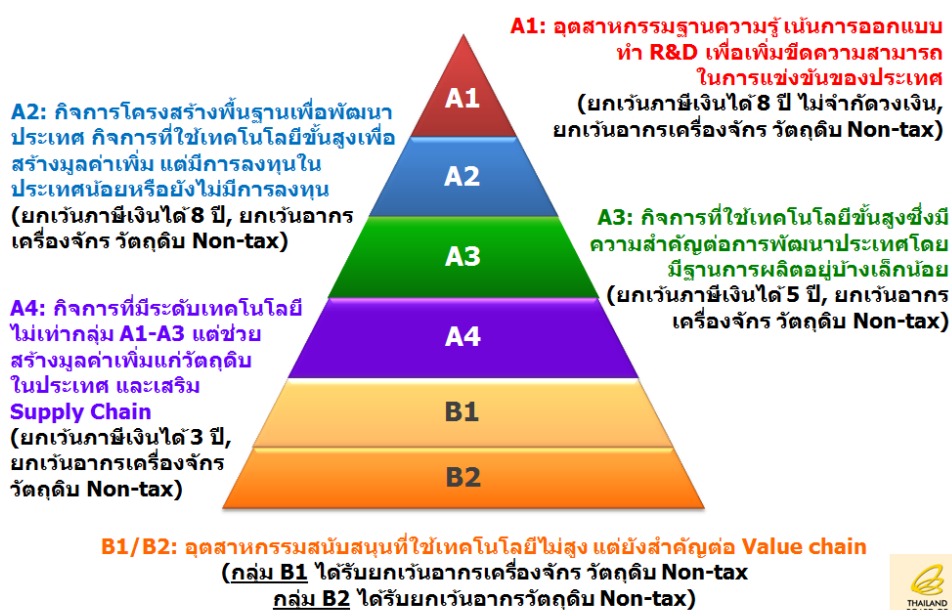 A1: อุตสาหกรรมฐานความรู้ เน้นการออกแบบ
ทำ R&D เพื่อเพิ่มขีดความสามารถ
ในการแข่งขันของประเทศ
(ยกเว้นภาษีเงินได้ 8 ปี ไม่จำกัดวงเงิน,
ยกเว้นอากรเครื่องจักร วัตถุดิบ Non-tax)
A2: กิจการโครงสร้างพื้นฐานเพื่อพัฒนา
ประเทศ กิจการที่ใช้เทคโนโลยีขั้นสูงเพื่อ
สร้างมูลค่าเพิ่ม แต่มีการลงทุนใน
ประเทศน้อยหรือยังไม่มีการลงทุน
(ยกเว้นภาษีเงินได้ 8 ปี, ยกเว้นอากร
เครื่องจักร วัตถุดิบ Non-tax)
A3: กิจการที่ใช้เทคโนโลยีขั้นสูงซึ่งมี
ความสำคัญต่อการพัฒนาประเทศโดย
มีฐานการผลิตอยู่บ้างเล็กน้อย
(ยกเว้นภาษีเงินได้ 5 ปี, ยกเว้นอากร
เครื่องจักร วัตถุดิบ Non-tax)
A4: กิจการที่มีระดับเทคโนโลยี
ไม่เท่ากลุ่ม A1-A3 แต่ช่วย
สร้างมูลค่าเพิ่มแก่วัตถุดิบ
ในประเทศ และเสริม
Supply Chain
(ยกเว้นภาษีเงินได้ 3 ปี,
ยกเว้นอากรเครื่องจักร
วัตถุดิบ Non-tax)
A1
A2
A3
A4
B1
B2
B1/B2: อุตสาหกรรมสนับสนุนที่ใช้เทคโนโลยีไม่สูง แต่ยังสำคัญต่อ Value chain
(กลุ่ม B1 ได้รับยกเว้นอากรเครื่องจักร วัตถุดิบ Non-tax
กลุ่ม B2 ได้รับยกเว้นอากรวัตถุดิบ Non-tax)
THAILAND